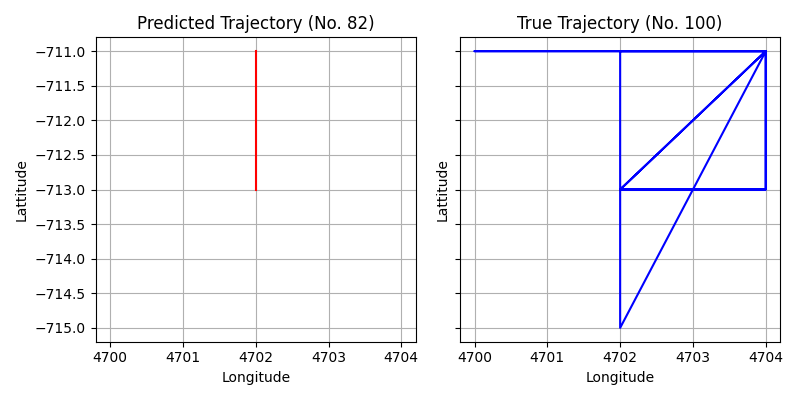 Predicted Trajectory (No. 82)
True Trajectory (No. 100)
Lattitude
−711.0
−711.5
−712.0
−712.5
−713.0
−713.5
−714.0
−714.5
−715.0
4700 4701 4702 4703 4704
Longitude
Lattitude
4700 4701 4702 4703 4704
Longitude